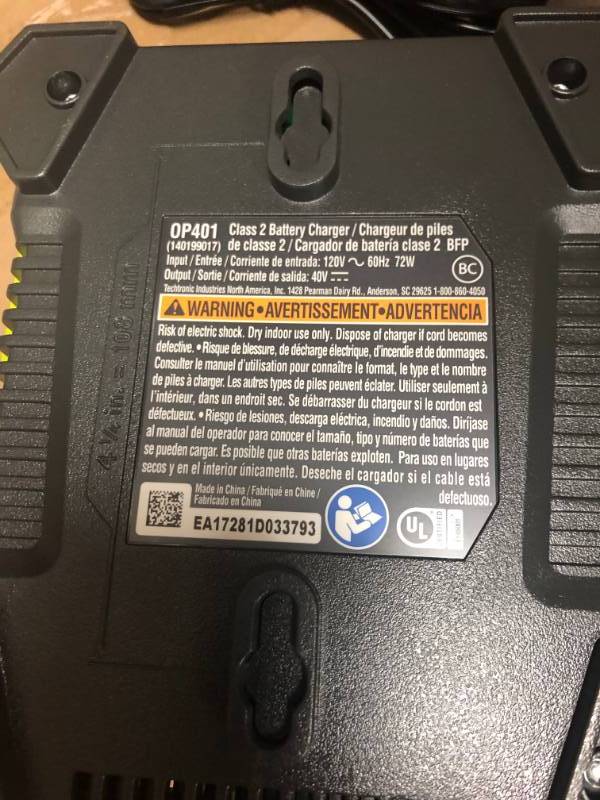 OP401 Class 2 Battery Charger / Chargeur de piles
(140199017) de classe 2 / Cargador de batería clase 2 BFP
Input / Entrée / Corriente de entrada: 120V ~ 60Hz 72W
Output / Sortie / Corriente de salida: 40V ⎓
BC
Techtronic Industries North America, Inc. 1428 Pearman Dairy Rd., Anderson, SC 29625 1-800-860-4050
WARNING•AVERTISSEMENT•ADVERTENCIA
Risk of electric shock. Dry indoor use only. Dispose of charger if cord becomes
defective. • Risque de blessure, de décharge électrique, d'incendie et de dommages.
Consulter le manuel d'utilisation pour connaître le format, le type et le nombre
de piles à charger. Les autres types de piles peuvent éclater. Utiliser seulement à
l'intérieur, dans un endroit sec. Se débarrasser du chargeur si le cordon est
défectueux. • Riesgo de lesiones, descarga eléctrica, incendio y daños. Diríjase
al manual del operador para conocer el tamaño, tipo y número de baterías que
se pueden cargar. Es posible que otras baterías exploten. Para uso en lugares
secos y en el interior únicamente. Deseche el cargador si el cable está
defectuoso.
Made in China / Fabriqué en Chine /
Fabricado en China
EA17281D033793
UL
CERTIFIED
4 ¼ in. = 108 mm